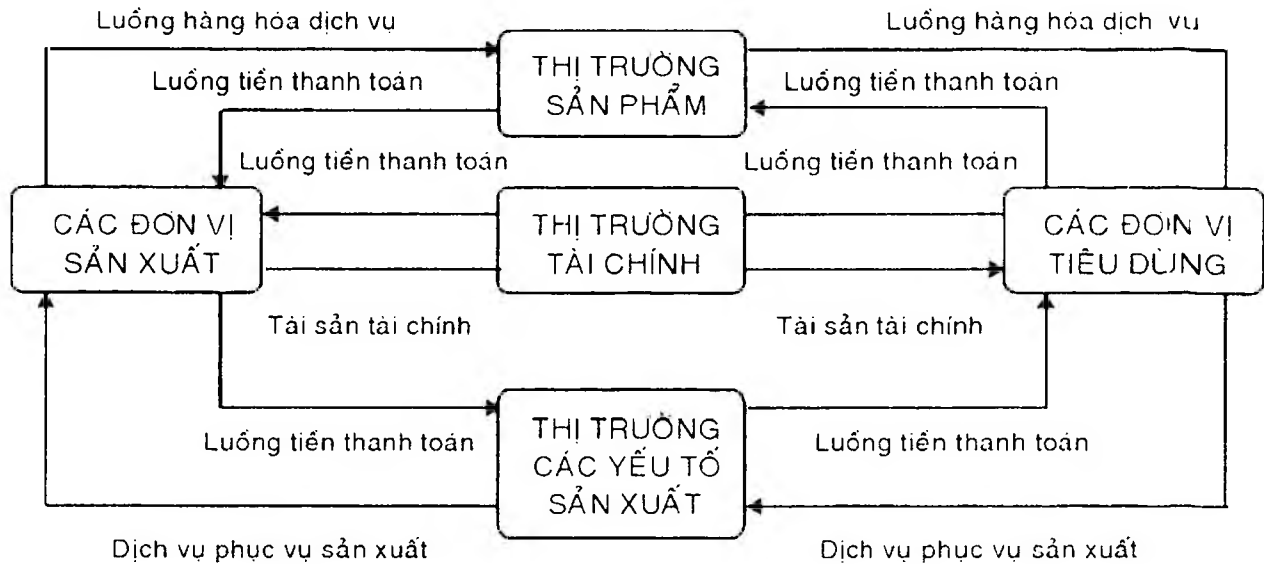 Luồng hàng hóa dịch vụ
Luồng hàng hóa dịch vụ
THỊ TRƯỜNG
SẢN PHẨM
Luồng tiền thanh toán
Luồng tiền thanh toán
Luồng tiền thanh toán
Luồng tiền thanh toán
CÁC ĐƠN VỊ
SẢN XUẤT
THỊ TRƯỜNG
TÀI CHÍNH
CÁC ĐƠN VỊ
TIÊU DÙNG
Tài sản tài chính
Tài sản tài chính
THỊ TRƯỜNG
CÁC YẾU TỐ
SẢN XUẤT
Luồng tiền thanh toán
Luồng tiền thanh toán
Dịch vụ phục vụ sản xuất
Dịch vụ phục vụ sản xuất